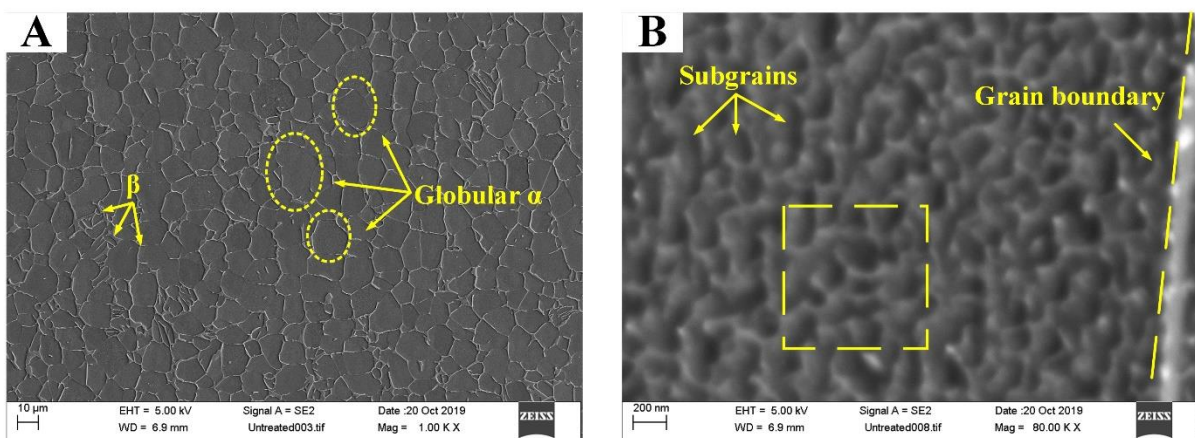 A
β
Globular α
10 µm
EHT = 5.00 kV
Signal A = SE2
Date :20 Oct 2019
WD = 6.9 mm
Untreated003.tif
Mag = 1.00 K X
ZEISS
B
Subgrains
Grain boundary
200 nm
EHT = 5.00 kV
Signal A = SE2
Date :20 Oct 2019
WD = 6.9 mm
Untreated008.tif
Mag = 80.00 K X
ZEISS